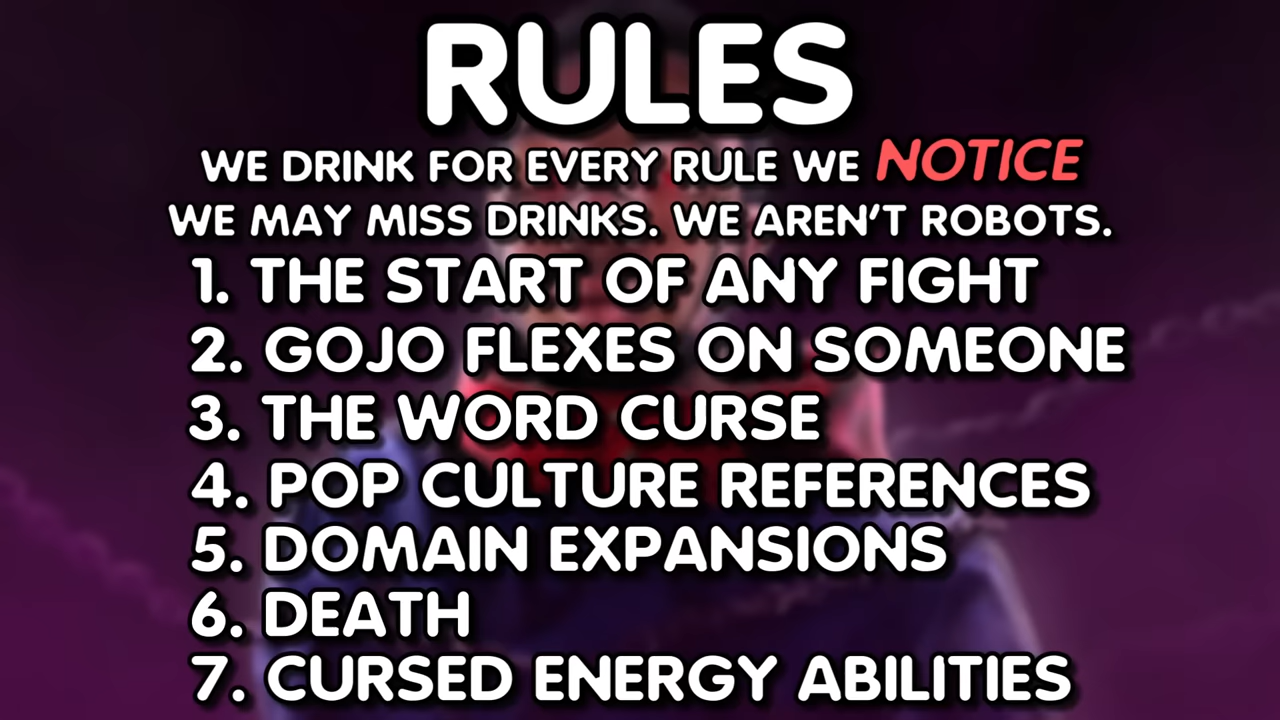 RULES
WE DRINK FOR EVERY RULE WE NOTICE
WE MAY MISS DRINKS. WE AREN'T ROBOTS.
1. THE START OF ANY FIGHT
2. GOJO FLEXES ON SOMEONE
3. THE WORD CURSE
4. POP CULTURE REFERENCES
5. DOMAIN EXPANSIONS
6. DEATH
7. CURSED ENERGY ABILITIES